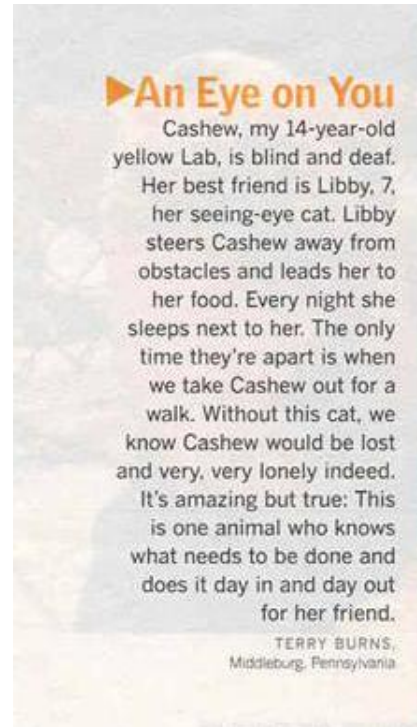 ▶An Eye on You
Cashew, my 14-year-old
yellow Lab, is blind and deaf.
Her best friend is Libby, 7,
her seeing-eye cat. Libby
steers Cashew away from
obstacles and leads her to
her food. Every night she
sleeps next to her. The only
time they're apart is when
we take Cashew out for a
walk. Without this cat, we
know Cashew would be lost
and very, very lonely indeed.
It's amazing but true: This
is one animal who knows
what needs to be done and
does it day in and day out
for her friend.
TERRY BURNS,
Middleburg, Pennsylvania